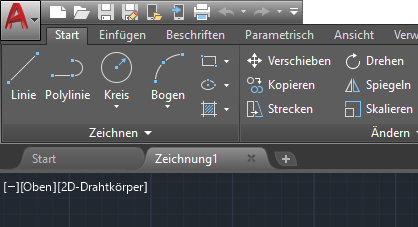 A
Start Einfügen Beschriften Parametrisch Ansicht Verw
Linie Polylinie Kreis Bogen
Verschieben Drehen
Kopieren Spiegeln
Strecken Skalieren
Zeichnen Ändern
Start Zeichnung1
[−][Oben][2D-Drahtkörper]